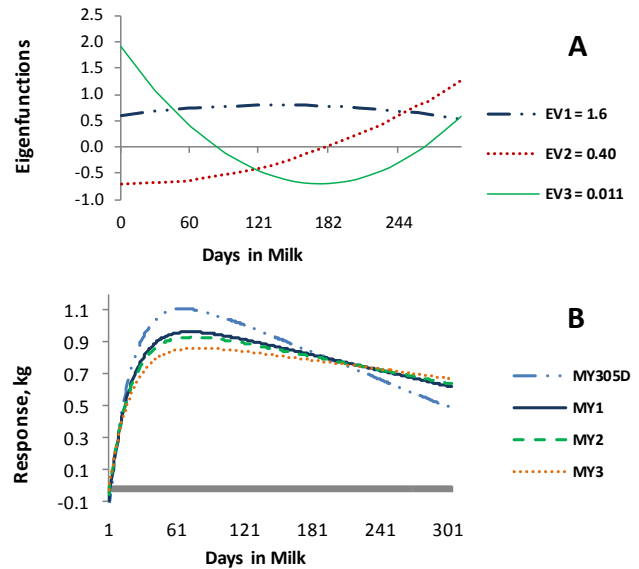 A
Eigenfunctions
2.5
2.0
1.5
1.0
0.5
0.0
-0.5
-1.0
0 60 121 182 244
Days in Milk
EV1 = 1.6
EV2 = 0.40
EV3 = 0.011
B
Response, kg
1.1
0.9
0.7
0.5
0.3
0.1
-0.1
1 61 121 181 241 301
Days in Milk
MY305D
MY1
MY2
MY3